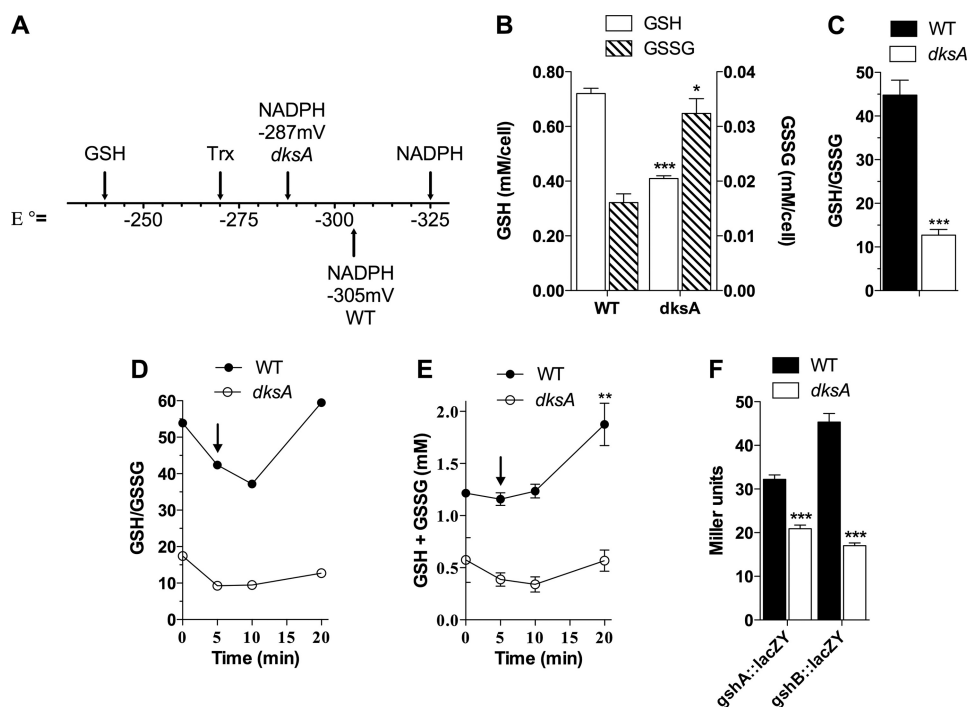 A
NADPH
-287mV
dksA
GSH
Trx
NADPH
E °=
-250
-275
-300
-325
NADPH
-305mV
WT
B
GSH
GSSG
0.80
0.60
0.40
0.20
0.00
GSH (mM/cell)
***
*
0.04
0.03
0.02
0.01
0.00
GSSG (mM/cell)
WT
dksA
C
WT
dksA
50
40
30
20
10
0
GSH/GSSG
***
D
WT
dksA
60
50
40
30
20
10
0
GSH/GSSG
0
5
10
15
20
Time (min)
E
WT
dksA
**
2.0
1.5
1.0
0.5
0.0
GSH + GSSG (mM)
0
5
10
15
20
Time (min)
F
WT
dksA
50
40
30
20
10
0
Miller units
***
***
gshA::lacZY
gshB::lacZY